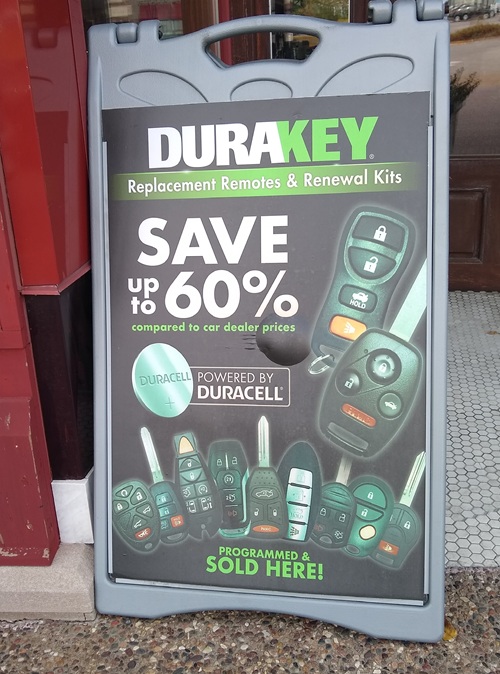 DURAKEY®
Replacement Remotes & Renewal Kits
SAVE
up to 60%
compared to car dealer prices
DURACELL
+
POWERED BY
DURACELL®
HOLD
PROGRAMMED &
SOLD HERE!